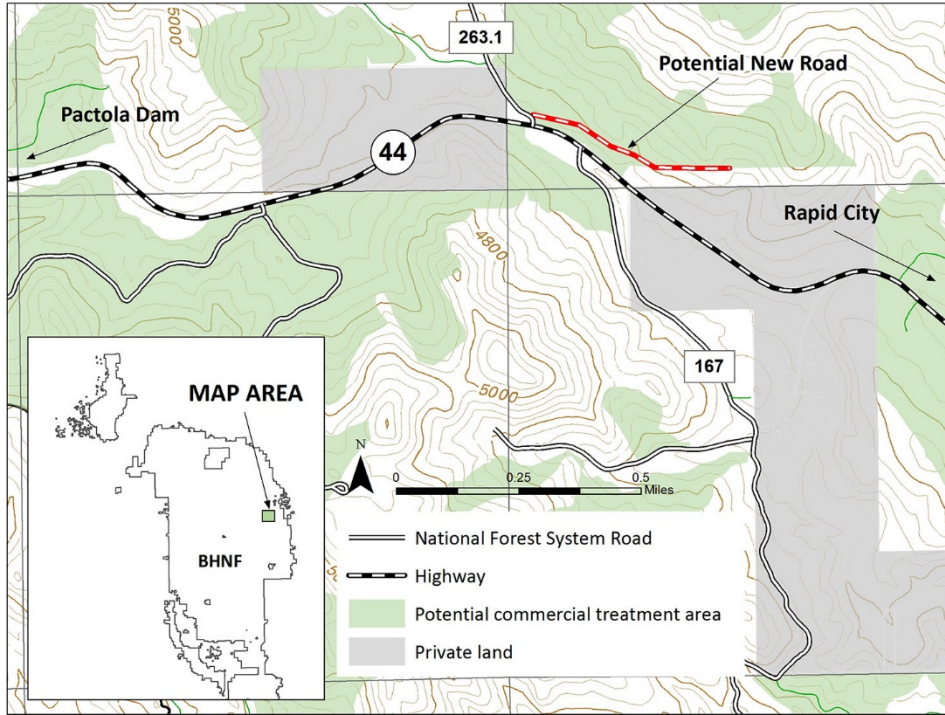 5000
263.1
Potential New Road
Pactola Dam
44
Rapid City
4800
167
5000
MAP AREA
BHNF
N
0 0.25 0.5
Miles
National Forest System Road
Highway
Potential commercial treatment area
Private land